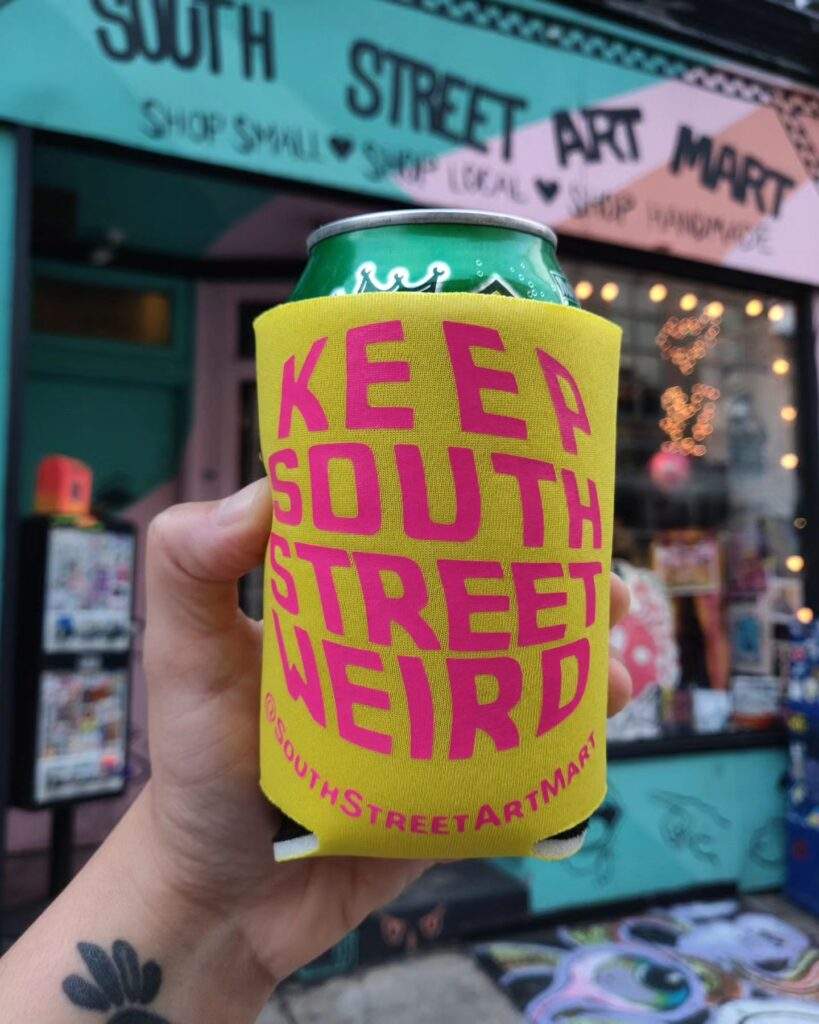 SOUTH STREET ART MART
SHOP SMALL ♥ SHOP LOCAL ♥ SHOP HANDMADE
KEEP
SOUTH
STREET
WEIRD
@SOUTHSTREETARTMART